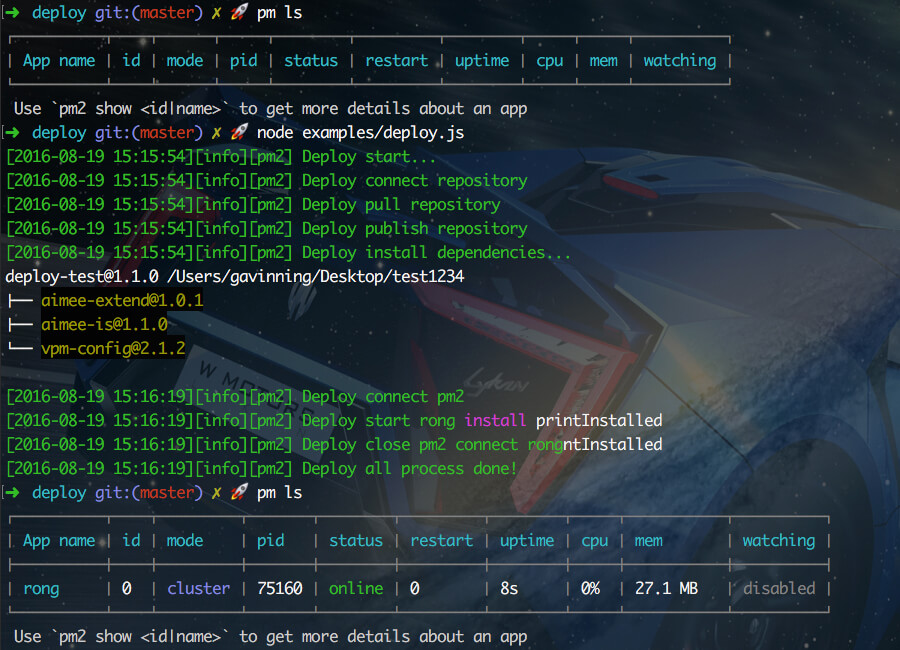 ➜ deploy git:(master) ✗ 🚀 pm ls
App name | id | mode | pid | status | restart | uptime | cpu | mem | watching
Use `pm2 show <id|name>` to get more details about an app
➜ deploy git:(master) ✗ 🚀 node examples/deploy.js
[2016-08-19 15:15:54][info][pm2] Deploy start...
[2016-08-19 15:15:54][info][pm2] Deploy connect repository
[2016-08-19 15:15:54][info][pm2] Deploy pull repository
[2016-08-19 15:15:54][info][pm2] Deploy publish repository
[2016-08-19 15:15:54][info][pm2] Deploy install dependencies...
deploy-test@1.1.0 /Users/gavinning/Desktop/test1234
├── aimee-extend@1.0.1
├── aimee-is@1.1.0
└── vpm-config@2.1.2
W MOTORS
Lykan
[2016-08-19 15:16:19][info][pm2] Deploy connect pm2
[2016-08-19 15:16:19][info][pm2] Deploy start rong install printInstalled
[2016-08-19 15:16:19][info][pm2] Deploy close pm2 connect rongntInstalled
[2016-08-19 15:16:19][info][pm2] Deploy all process done!
➜ deploy git:(master) ✗ 🚀 pm ls
App name | id | mode | pid | status | restart | uptime | cpu | mem | watching
rong | 0 | cluster | 75160 | online | 0 | 8s | 0% | 27.1 MB | disabled
Use `pm2 show <id|name>` to get more details about an app